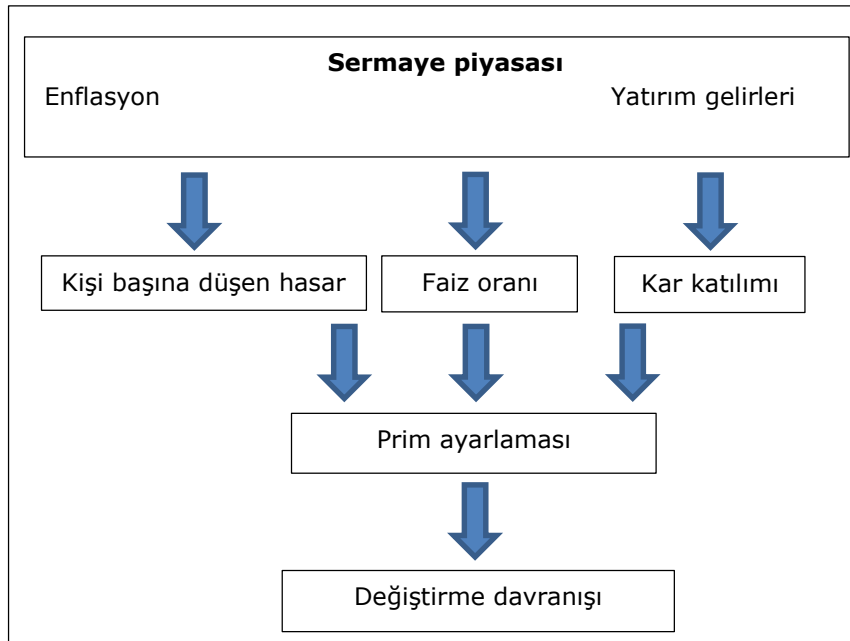 Sermaye piyasası
Enflasyon Yatırım gelirleri
Kişi başına düşen hasar Faiz oranı Kar katılımı
Prim ayarlaması
Değiştirme davranışı